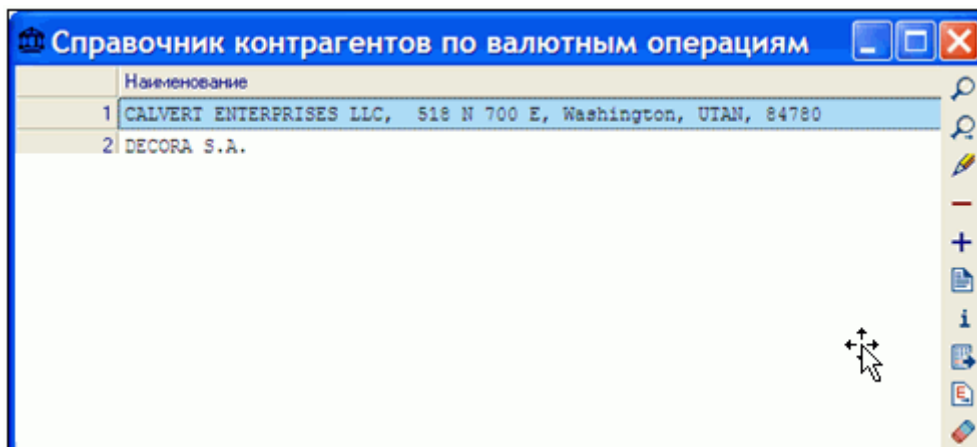 Справочник контрагентов по валютным операциям
Наименование
1 CALVERT ENTERPRISES LLC, 518 N 700 E, Washington, UTAN, 84780
2 DECORA S.A.